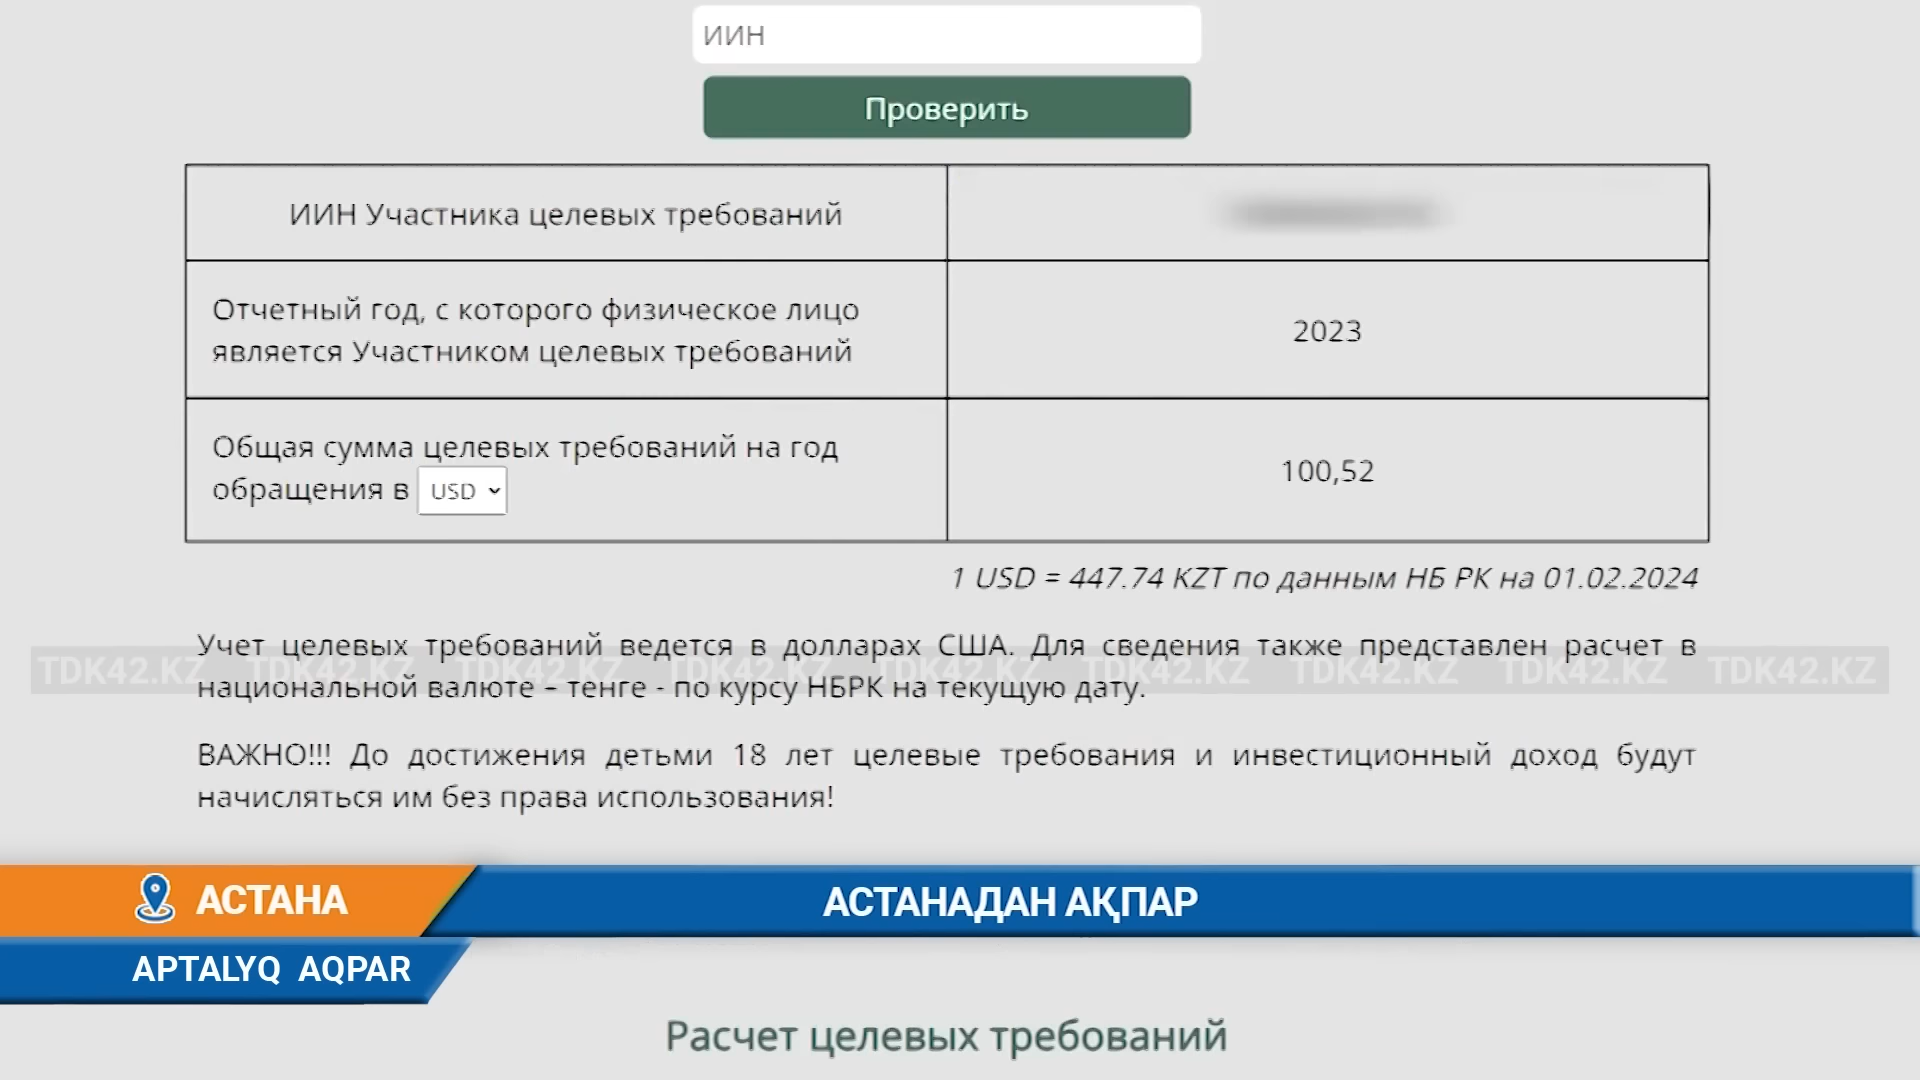 ИИН
Проверить
ИИН Участника целевых требований
Отчетный год, с которого физическое лицо
является Участником целевых требований
2023
Общая сумма целевых требований на год
обращения в USD
100,52
1 USD = 447.74 KZT по данным НБ РК на 01.02.2024
Учет целевых требований ведется в долларах США. Для сведения также представлен расчет в
TDK42.KZ TDK42.KZ TDK42.KZ TDK42.KZ TDK42.KZ TDK42.KZ TDK42.KZ TDK42.KZ TDK42.KZ
национальной валюте – тенге - по курсу НБРК на текущую дату.
ВАЖНО!!! До достижения детьми 18 лет целевые требования и инвестиционный доход будут
начисляться им без права использования!
АСТАНА
АСТАНАДАН АҚПАР
APTALYQ AQPAR
Расчет целевых требований